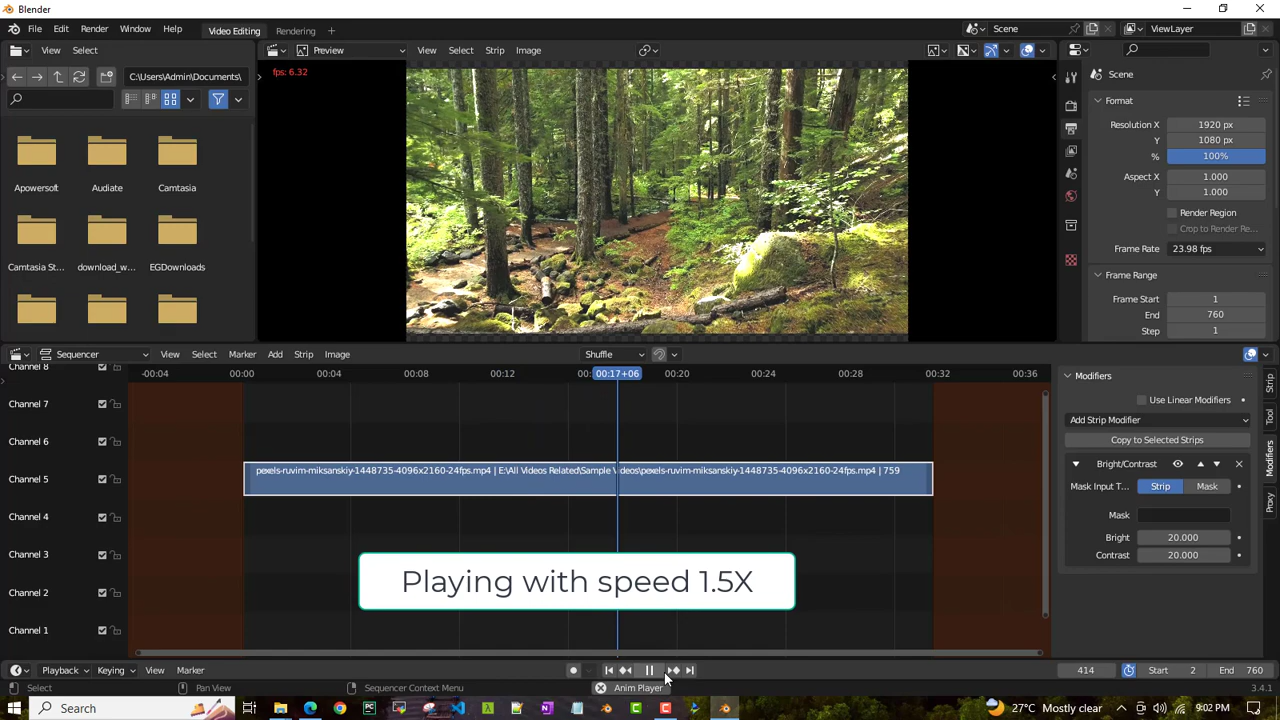 Blender
File Edit Render Window Help Video Editing Rendering + Scene ViewLayer
View Select Preview View Select Strip Image
C:\Users\Admin\Documents\ fps: 6.32 Scene
Format
Resolution X 1920 px
Y 1080 px
% 100%
Aspect X 1.000
Y 1.000
Apowersoft Audiate Camtasia
Render Region
Crop to Render Re...
Frame Rate 23.98 fps
Camtasia St... download_w... EGDownloads
Frame Range
Frame Start 1
End 760
Step 1
Sequencer View Select Marker Add Strip Image Shuffle
Channel 8 -00:04 00:00 00:04 00:08 00:12 00: 00:17+06 00:20 00:24 00:28 00:32 00:36
Modifiers
Use Linear Modifiers
Add Strip Modifier
Copy to Selected Strips
Bright/Contrast
Mask Input T... Strip Mask
Mask
Bright 20.000
Contrast 20.000
Strip
Tool
Modifiers
Proxy
Channel 7
Channel 6
Channel 5 pexels-ruvim-miksanskiy-1448735-4096x2160-24fps.mp4 | E:\All Videos Related\Sample Videos\pexels-ruvim-miksanskiy-1448735-4096x2160-24fps.mp4 | 759
Channel 4
Channel 3
Channel 2
Channel 1
Playing with speed 1.5X
Playback Keying View Marker 414 Start 2 End 760
Select Pan View Sequencer Context Menu Anim Player 3.4.1
Search 27°C Mostly clear 9:02 PM